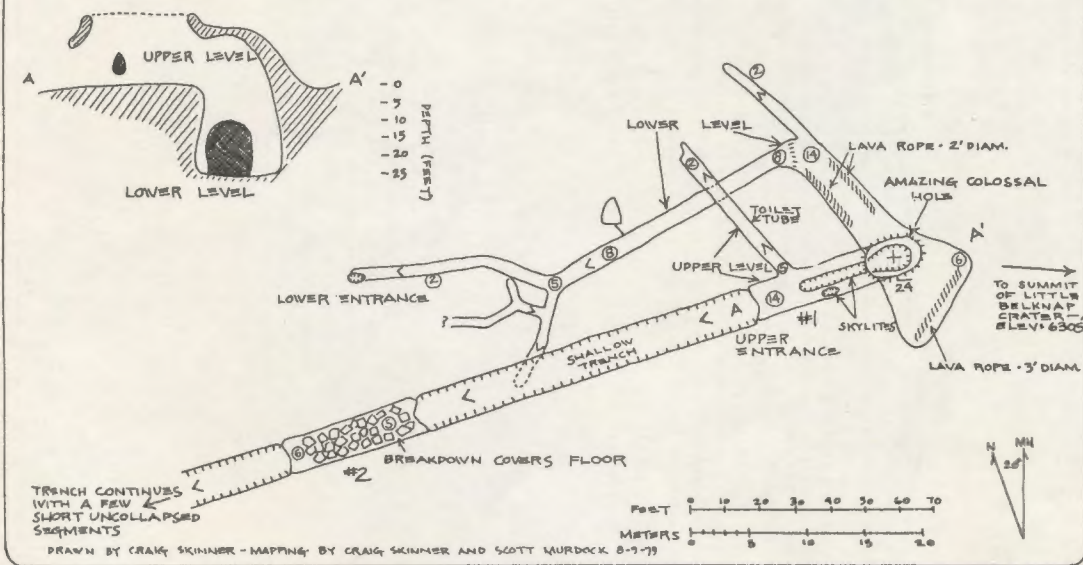 UPPER LEVEL
A
A'
- 0
- 5
- 10
- 15
- 20
- 25
DEPTH (FEET)
LOWER LEVEL
2
LOWER LEVEL
2
8
14
LAVA ROPE - 2' DIAM.
AMAZING COLOSSAL
HOLE
TOILET
TUBE
8
A'
6
UPPER LEVEL
5
24
TO SUMMIT
OF LITTLE
BELKNAP
CRATER -
ELEV: 6305
LOWER ENTRANCE
2
5
14
A
#1
SKYLITES
UPPER
ENTRANCE
SHALLOW
TRENCH
LAVA ROPE - 3' DIAM.
5
6
#2
BREAKDOWN COVERS FLOOR
N
MN
20°
TRENCH CONTINUES
WITH A FEW
SHORT UNCOLLAPSED
SEGMENTS
FEET
0 10 20 30 40 50 60 70
METERS
0 5 10 15 20
DRAWN BY CRAIG SKINNER - MAPPING BY CRAIG SKINNER AND SCOTT MURDOCK 8-9-79